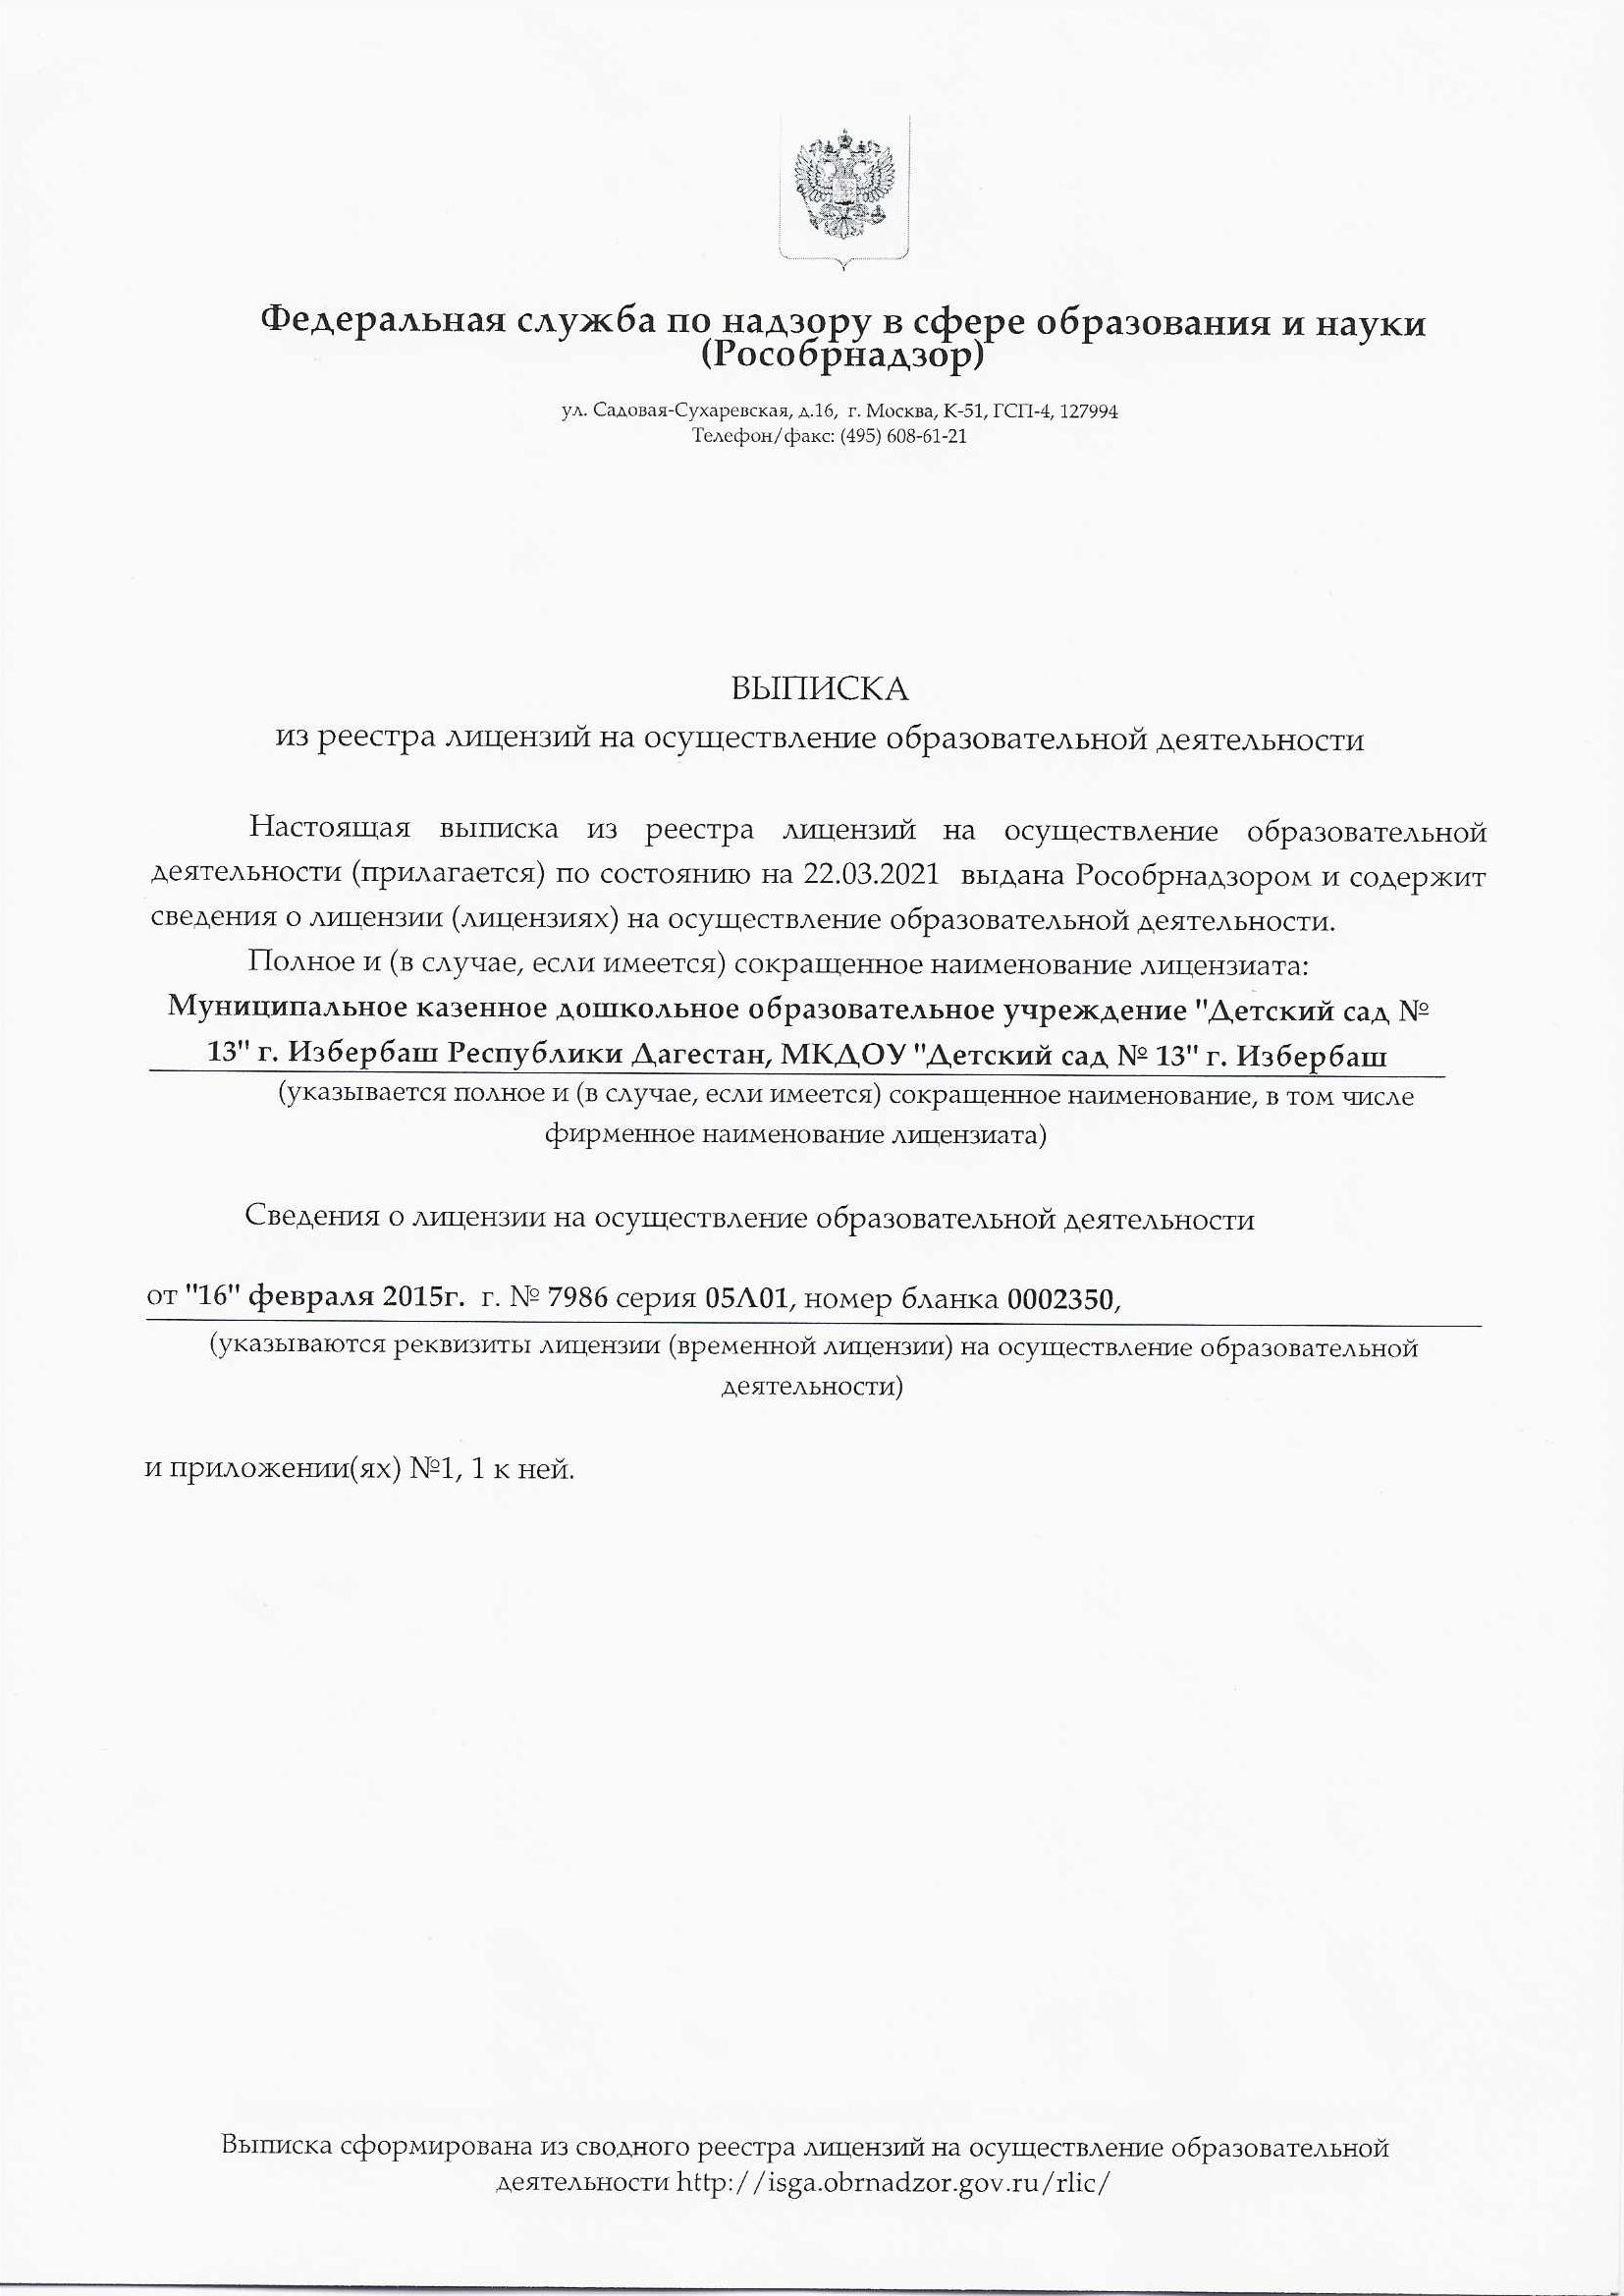 Федеральная служба по надзору в сфере образования и науки
(Рособрнадзор)
ул. Садовая-Сухаревская, д.16, г. Москва, К-51, ГСП-4, 127994
Телефон/факс: (495) 608-61-21
ВЫПИСКА
из реестра лицензий на осуществление образовательной деятельности
Настоящая выписка из реестра лицензий на осуществление образовательной
деятельности (прилагается) по состоянию на 22.03.2021 выдана Рособрнадзором и содержит
сведения о лицензии (лицензиях) на осуществление образовательной деятельности.
Полное и (в случае, если имеется) сокращенное наименование лицензиата:
Муниципальное казенное дошкольное образовательное учреждение "Детский сад №
13" г. Избербаш Республики Дагестан, МКДОУ "Детский сад № 13" г. Избербаш
(указывается полное и (в случае, если имеется) сокращенное наименование, в том числе
фирменное наименование лицензиата)
Сведения о лицензии на осуществление образовательной деятельности
от "16" февраля 2015г. г. № 7986 серия 05Л01, номер бланка 0002350,
(указываются реквизиты лицензии (временной лицензии) на осуществление образовательной
деятельности)
и приложении(ях) №1, 1 к ней.
Выписка сформирована из сводного реестра лицензий на осуществление образовательной
деятельности http://isga.obrnadzor.gov.ru/rlic/